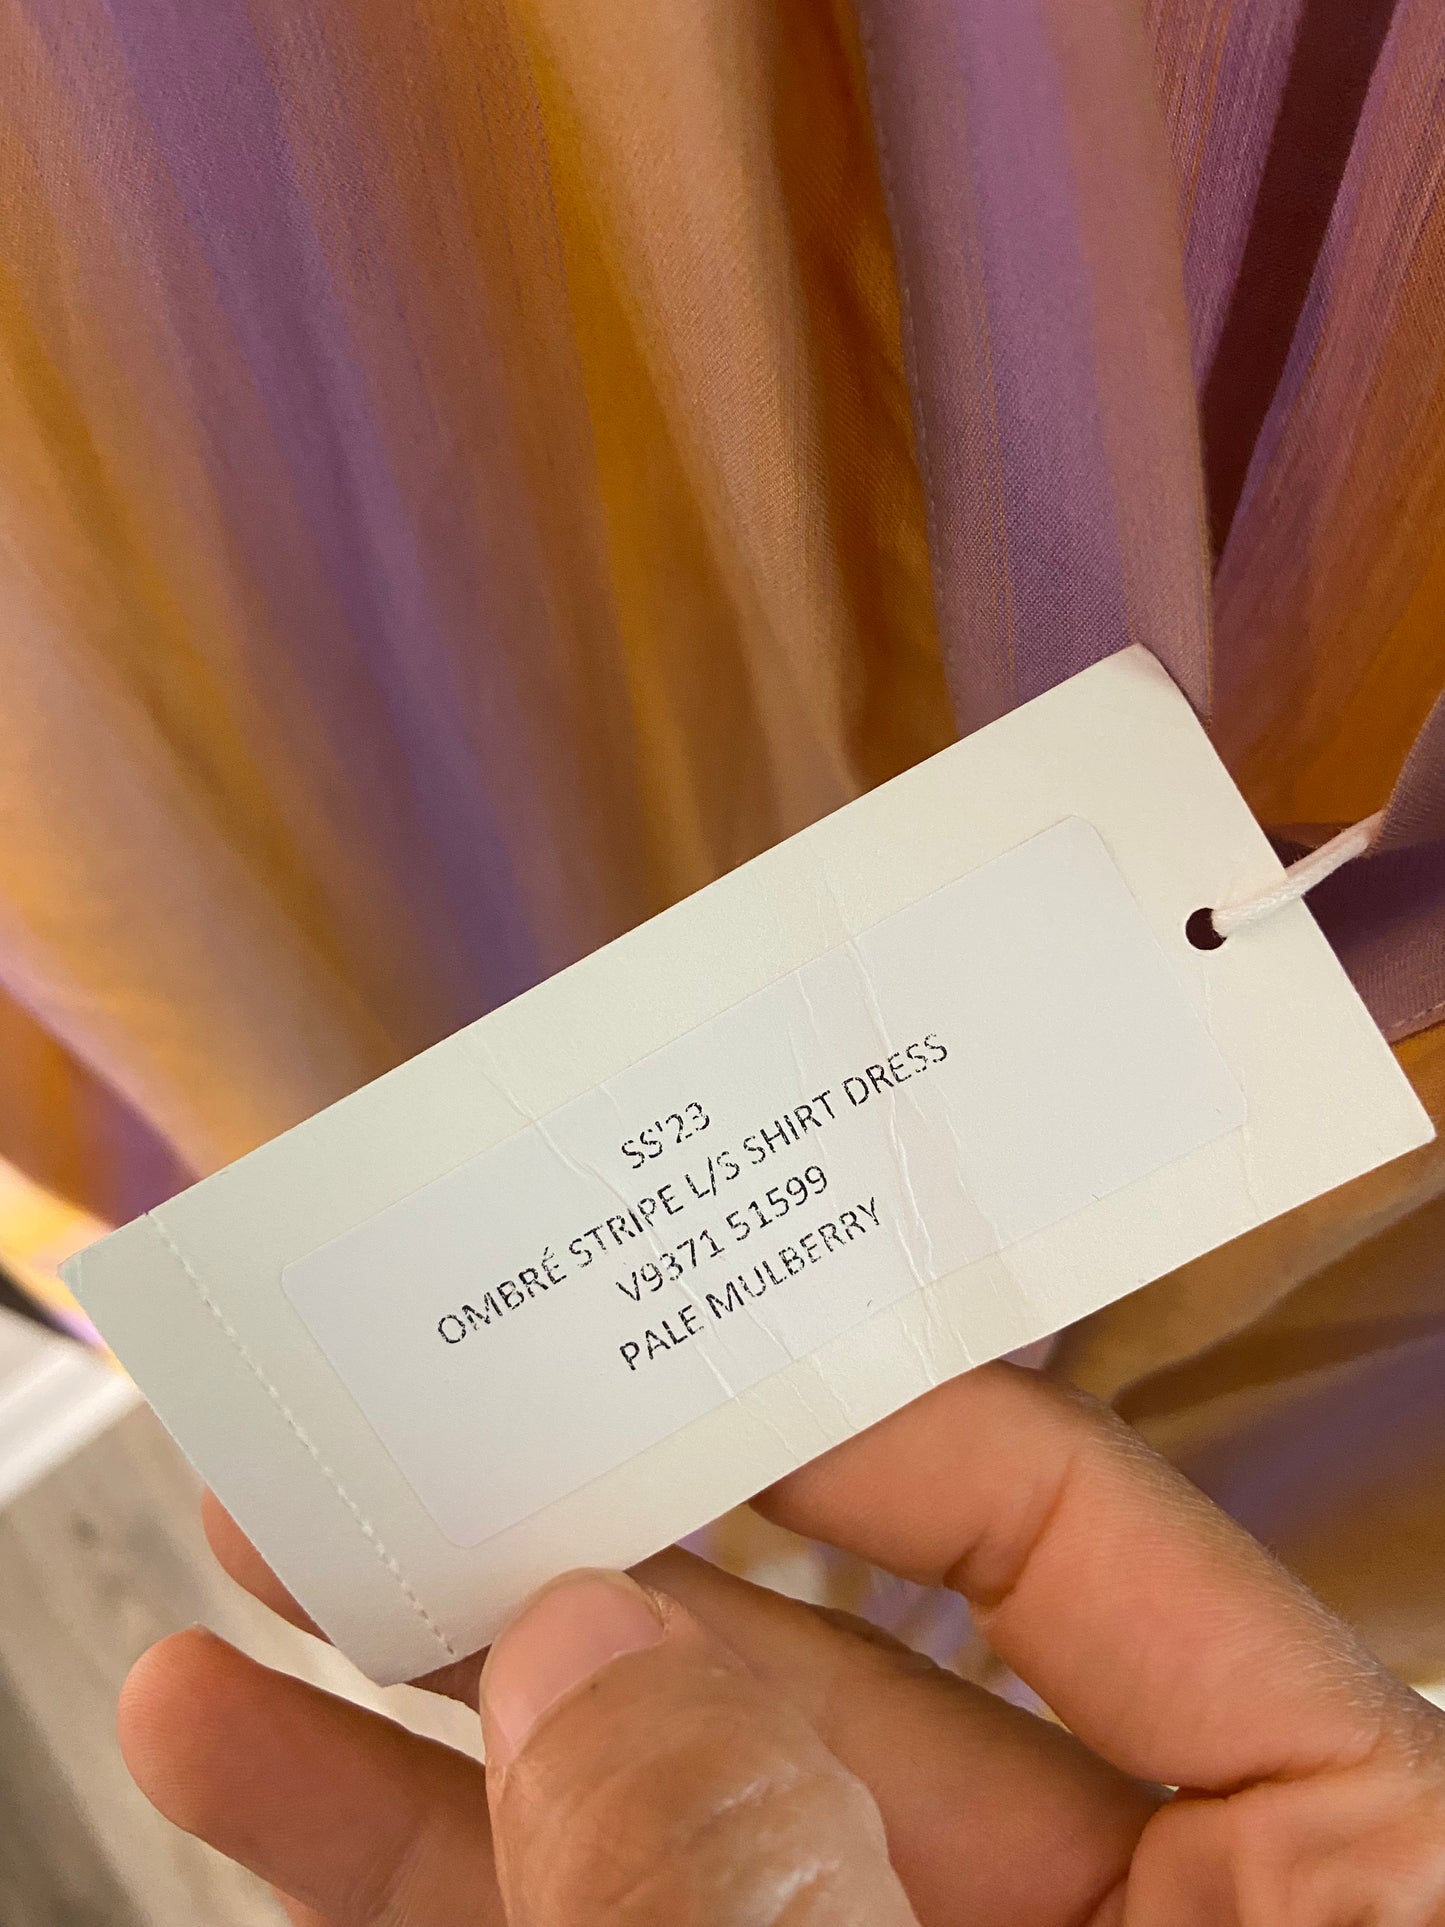 SS'23
OMBRÉ STRIPE L/S SHIRT DRESS
V9371 51599
PALE MULBERRY